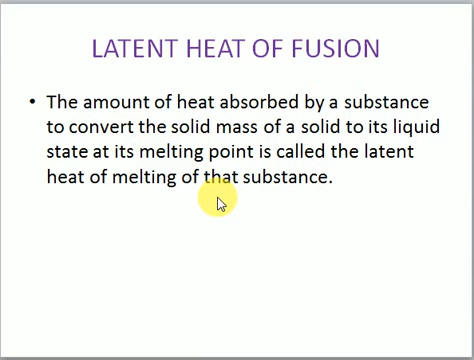 LATENT HEAT OF FUSION
• The amount of heat absorbed by a substance
to convert the solid mass of a solid to its liquid
state at its melting point is called the latent
heat of melting of that substance.